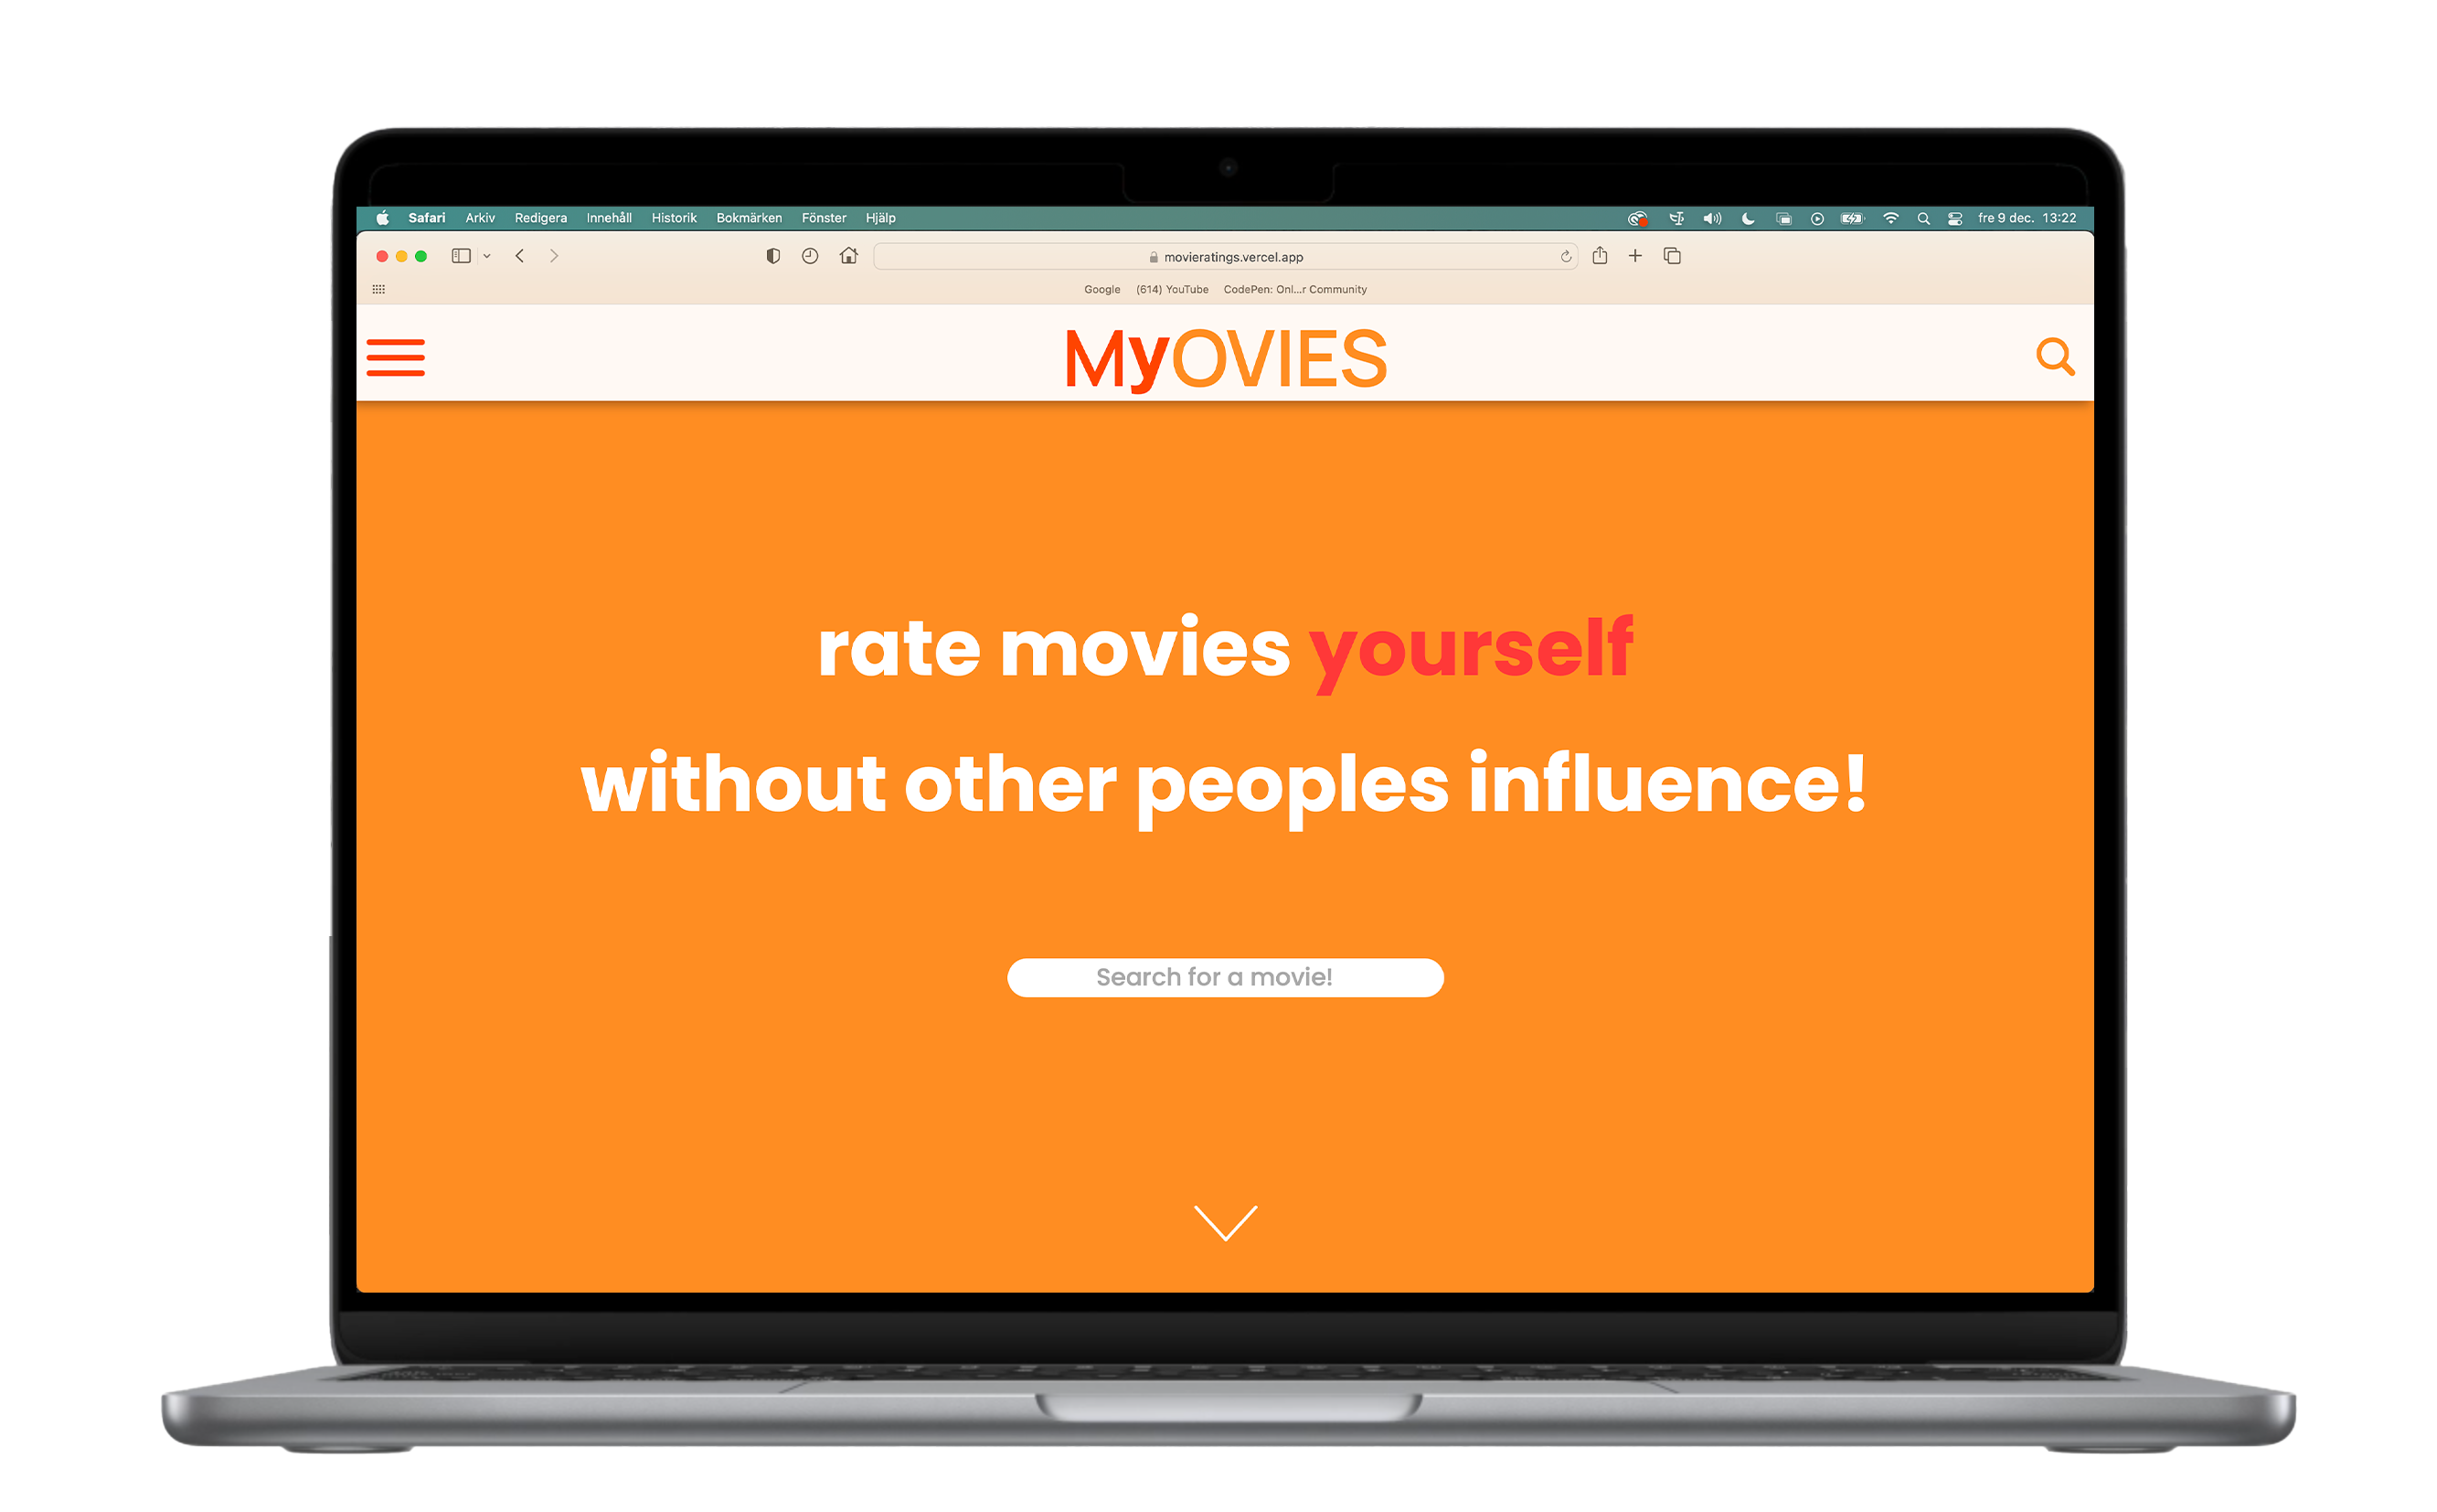 Safari Arkiv Redigera Innehåll Historik Bokmärken Fönster Hjälp fre 9 dec. 13:22
movieratings.vercel.app
Google (614) YouTube CodePen: Onl...r Community
MyOVIES
rate movies yourself
without other peoples influence!
Search for a movie!